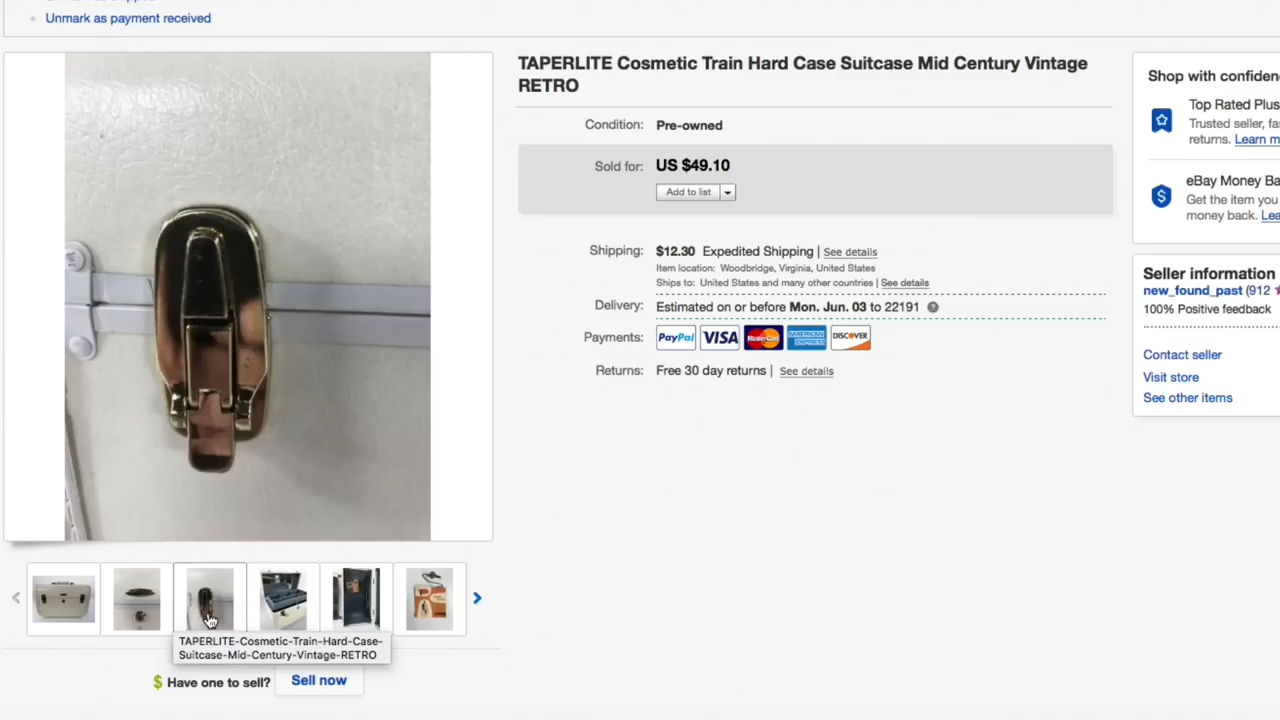 Unmark as payment received
TAPERLITE Cosmetic Train Hard Case Suitcase Mid Century Vintage
RETRO
Condition: Pre-owned
Sold for: US $49.10
Add to list
Shipping: $12.30 Expedited Shipping | See details
Item location: Woodbridge, Virginia, United States
Ships to: United States and many other countries | See details
Delivery: Estimated on or before Mon. Jun. 03 to 22191 ?
Payments: PayPal VISA MasterCard AMERICAN EXPRESS DISCOVER
Returns: Free 30 day returns | See details
Shop with confiden
Top Rated Plus
Trusted seller, fas
returns. Learn m
eBay Money Ba
Get the item you
money back. Lea
Seller information
new_found_past (912
100% Positive feedback
Contact seller
Visit store
See other items
TAPERLITE-Cosmetic-Train-Hard-Case-
Suitcase-Mid-Century-Vintage-RETRO
$ Have one to sell? Sell now